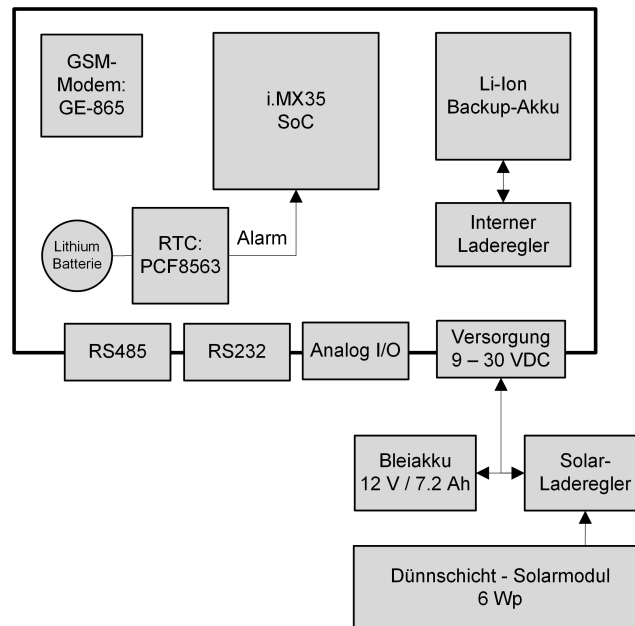 GSM-
Modem:
GE-865
i.MX35
SoC
Li-Ion
Backup-Akku
Interner
Laderegler
Lithium
Batterie
RTC:
PCF8563
Alarm
RS485
RS232
Analog I/O
Versorgung
9 – 30 VDC
Bleiakku
12 V / 7.2 Ah
Solar-
Laderegler
Dünnschicht - Solarmodul
6 Wp